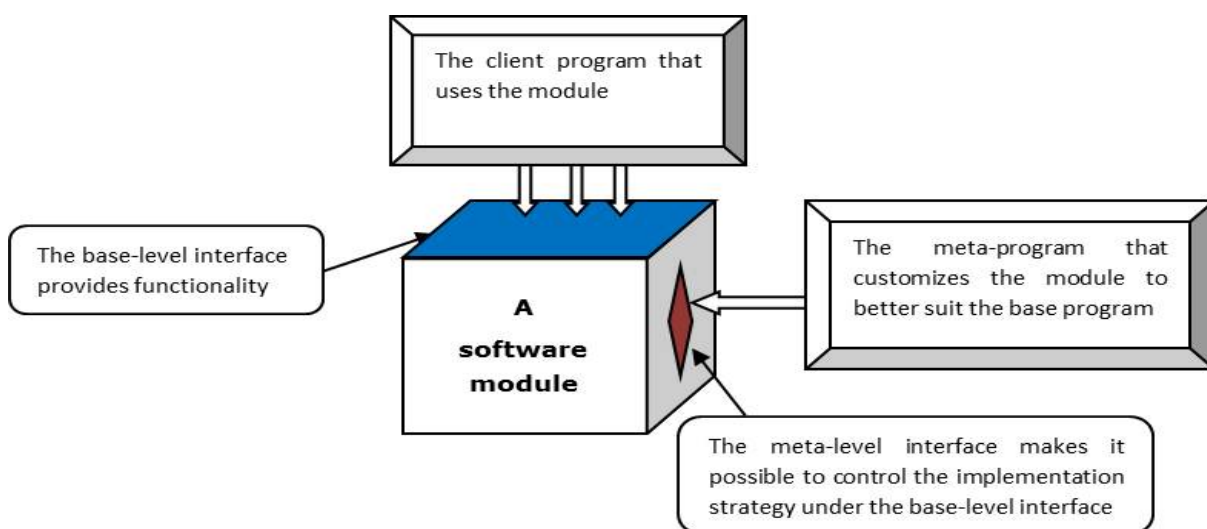 The client program that
uses the module
The base-level interface
provides functionality
A
software
module
The meta-program that
customizes the module to
better suit the base program
The meta-level interface makes it
possible to control the implementation
strategy under the base-level interface